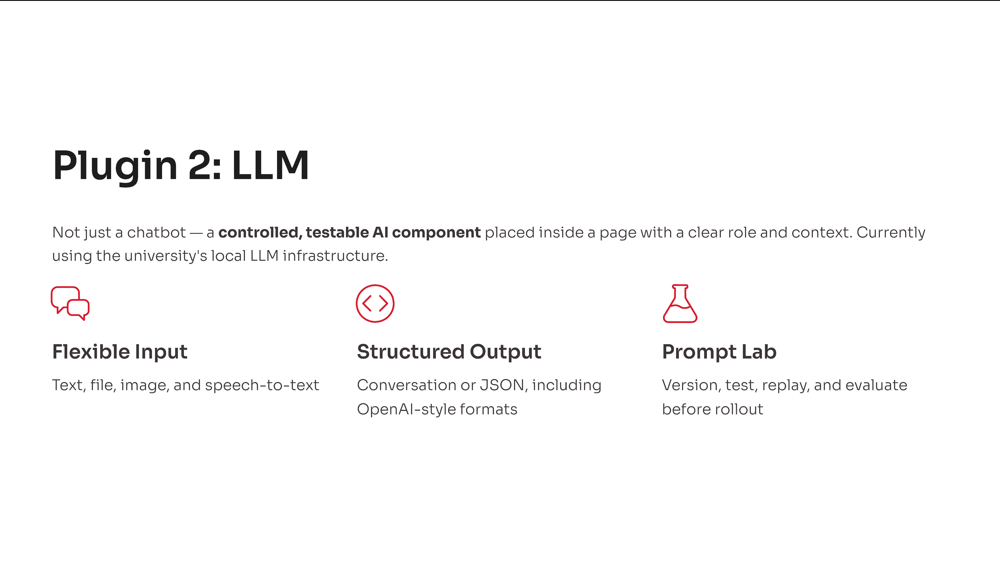 Plugin 2: LLM
Not just a chatbot — a controlled, testable AI component placed inside a page with a clear role and context. Currently
using the university's local LLM infrastructure.
Flexible Input
Text, file, image, and speech-to-text
Structured Output
Conversation or JSON, including
OpenAI-style formats
Prompt Lab
Version, test, replay, and evaluate
before rollout